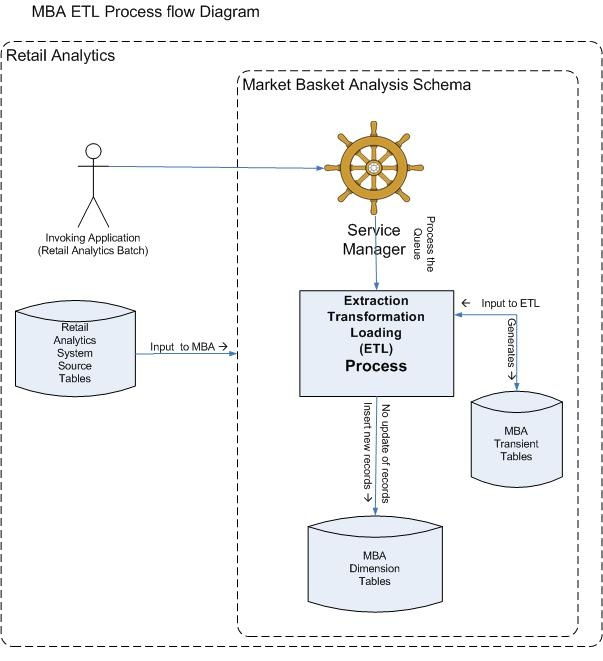 MBA ETL Process flow Diagram
Retail Analytics
Market Basket Analysis Schema
Invoking Application
(Retail Analytics Batch)
Service
Manager
Process the
Queue
Retail
Analytics
System
Source
Tables
Input to MBA →
Extraction
Transformation
Loading
(ETL)
Process
← Input to ETL
Generates →
MBA
Transient
Tables
No update of records
Insert new records →
MBA
Dimension
Tables